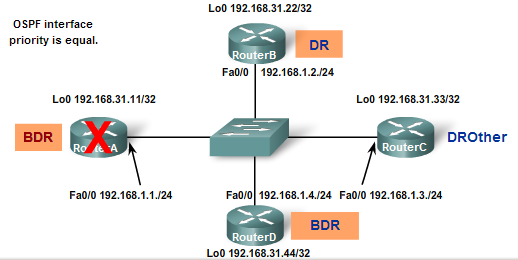 OSPF interface
priority is equal.
Lo0 192.168.31.22/32
DR
RouterB
Fa0/0 192.168.1.2./24
Lo0 192.168.31.11/32
Lo0 192.168.31.33/32
BDR
RouterA
RouterC
DROther
Fa0/0 192.168.1.1./24
Fa0/0 192.168.1.4./24
Fa0/0 192.168.1.3./24
BDR
RouterD
Lo0 192.168.31.44/32